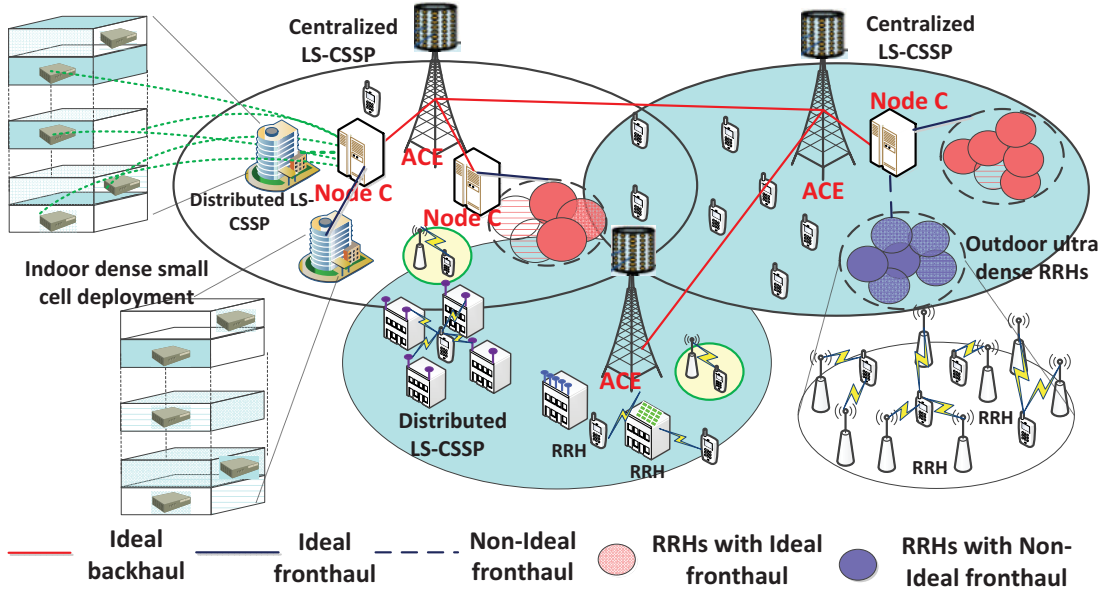 Centralized
LS-CSSP
Centralized
LS-CSSP
Node C
ACE
Node C
Node C
ACE
Distributed LS-
CSSP
Indoor dense small
cell deployment
Outdoor ultra
dense RRHs
ACE
Distributed
LS-CSSP
RRH
RRH
RRH
RRH
Ideal
backhaul
Ideal
fronthaul
Non-Ideal
fronthaul
RRHs with Ideal
fronthaul
RRHs with Non-
Ideal fronthaul